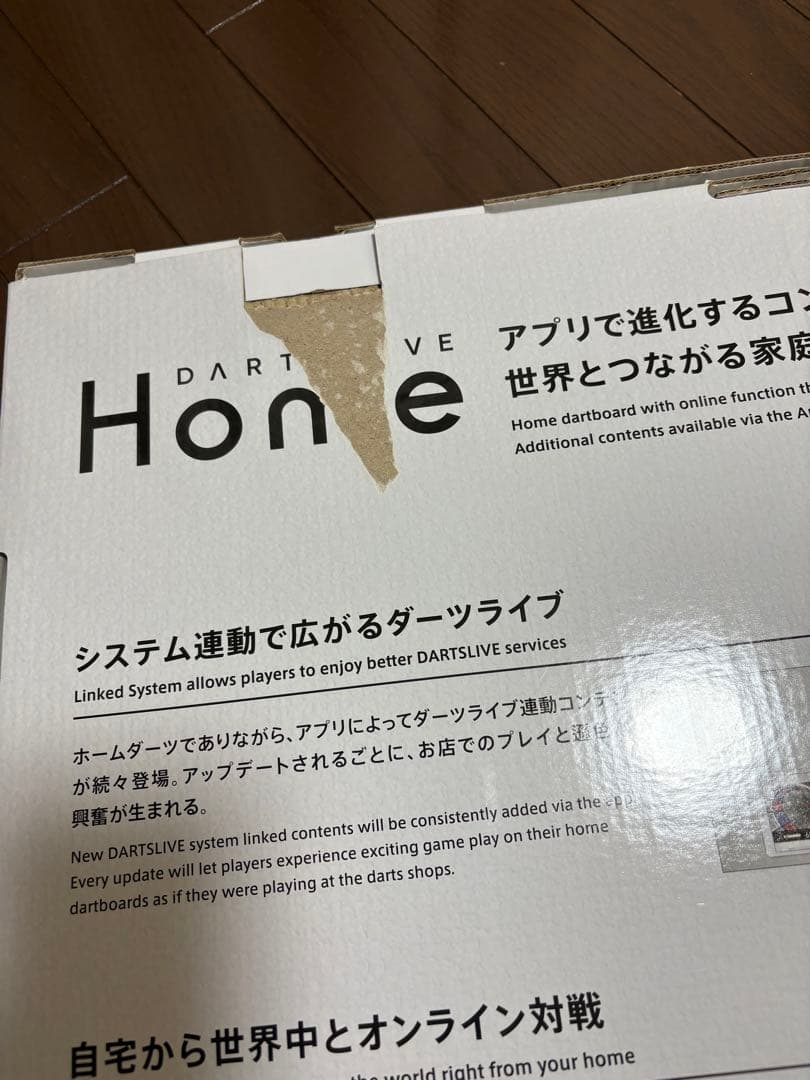 DART VE
Hon e
アプリで進化するコン
世界とつながる家庭
Home dartboard with online function th
Additional contents available via the A
システム連動で広がるダーツライブ
Linked System allows players to enjoy better DARTSLIVE services
ホームダーツでありながら、アプリによってダーツライブ連動コンテ
が続々登場。アップデートされるごとに、お店でのプレイと遜色
興奮が生まれる。
New DARTSLIVE system linked contents will be consistently added via the app.
Every update will let players experience exciting game play on their home
dartboards as if they were playing at the darts shops.
自宅から世界中とオンライン対戦
the world right from your home